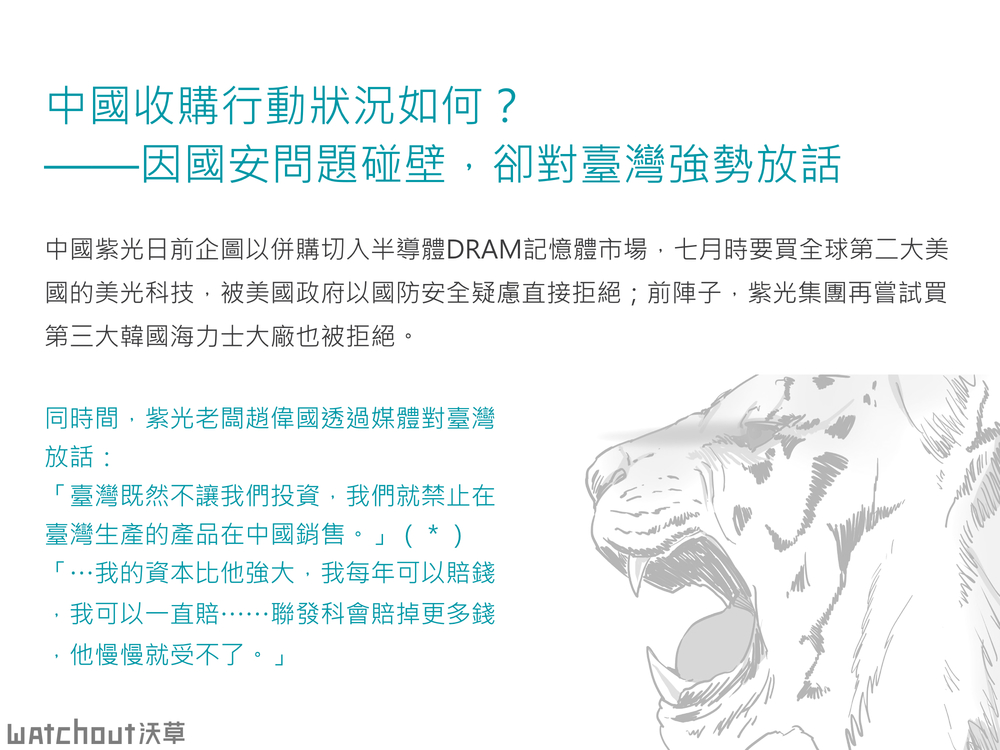 中國收購行動狀況如何？
——因國安問題碰壁，卻對臺灣強勢放話
中國紫光日前企圖以併購切入半導體DRAM記憶體市場，七月時要買全球第二大美
國的美光科技，被美國政府以國防安全疑慮直接拒絕；前陣子，紫光集團再嘗試買
第三大韓國海力士大廠也被拒絕。
同時間，紫光老闆趙偉國透過媒體對臺灣
放話：
「臺灣既然不讓我們投資，我們就禁止在
臺灣生產的產品在中國銷售。」（＊）
「⋯我的資本比他強大，我每年可以賠錢
，我可以一直賠⋯⋯聯發科會賠掉更多錢
，他慢慢就受不了。」
watchout沃草